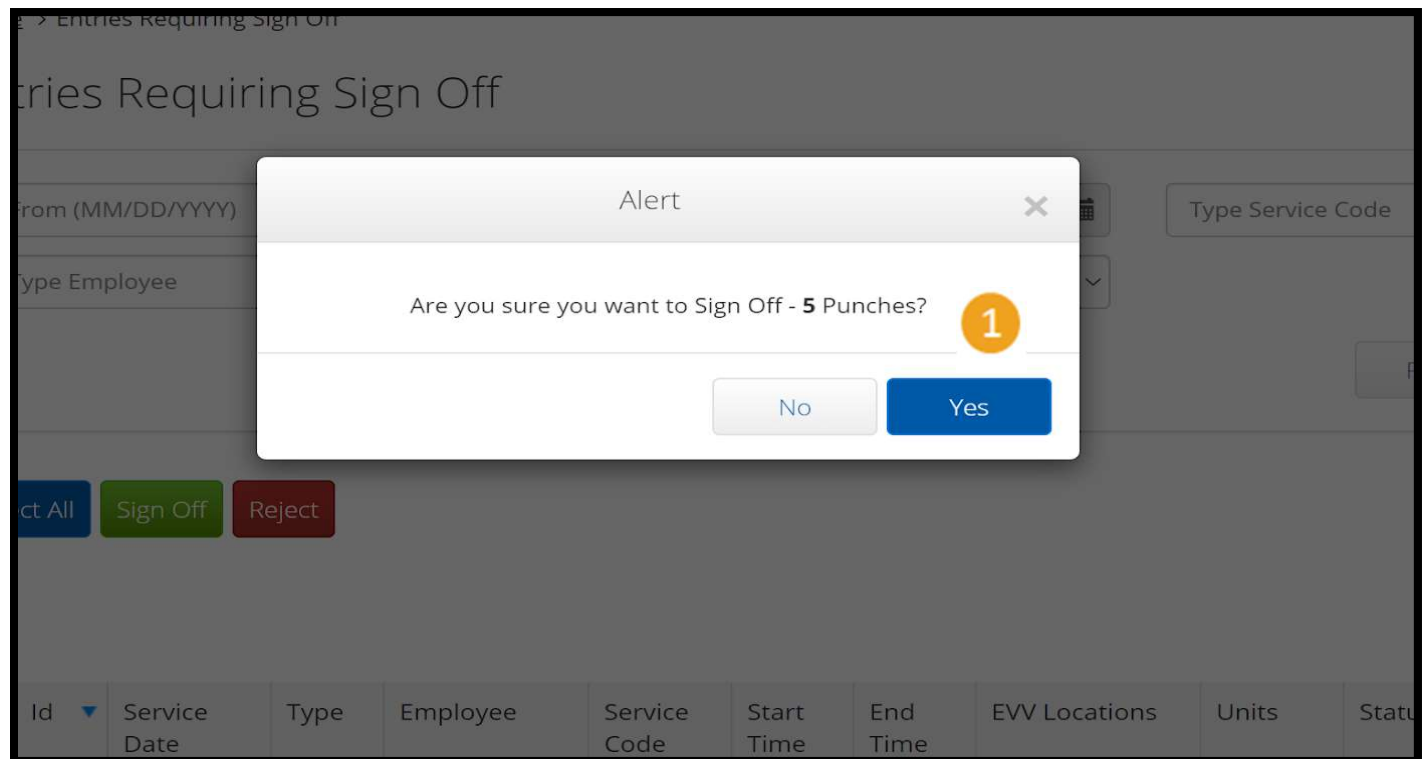 > Entries Requiring Sign Off
tries Requiring Sign Off
Alert
From (MM/DD/YYYY)
Type Service Code
Type Employee
Are you sure you want to Sign Off - 5 Punches?
1
No
Yes
ct All
Sign Off
Reject
Id
Service Date
Type
Employee
Service Code
Start Time
End Time
EVV Locations
Units
Statu